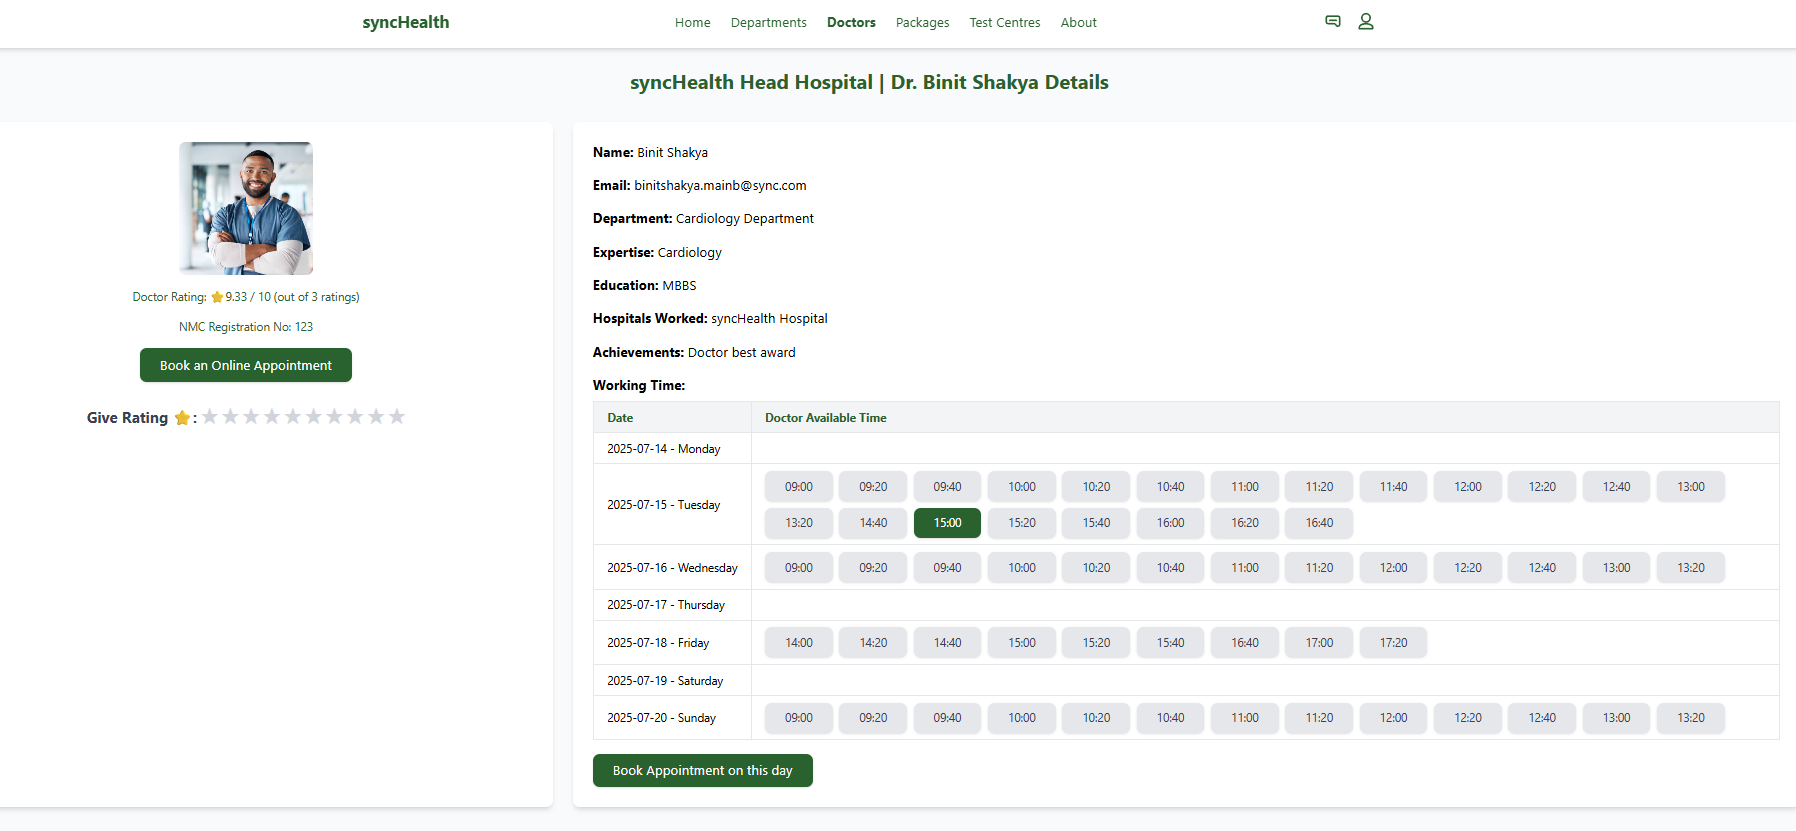 syncHealth
Home Departments Doctors Packages Test Centres About
syncHealth Head Hospital | Dr. Binit Shakya Details
Doctor Rating: ⭐9.33 / 10 (out of 3 ratings)
NMC Registration No: 123
Book an Online Appointment
Give Rating ⭐: ★★★★★★★★★★
Name: Binit Shakya
Email: binitshakya.mainb@sync.com
Department: Cardiology Department
Expertise: Cardiology
Education: MBBS
Hospitals Worked: syncHealth Hospital
Achievements: Doctor best award
Working Time:
Date Doctor Available Time
2025-07-14 - Monday
2025-07-15 - Tuesday
09:00 09:20 09:40 10:00 10:20 10:40 11:00 11:20 11:40 12:00 12:20 12:40 13:00
13:20 14:40 15:00 15:20 15:40 16:00 16:20 16:40
2025-07-16 - Wednesday 09:00 09:20 09:40 10:00 10:20 10:40 11:00 11:20 12:00 12:20 12:40 13:00 13:20
2025-07-17 - Thursday
2025-07-18 - Friday 14:00 14:20 14:40 15:00 15:20 15:40 16:40 17:00 17:20
2025-07-19 - Saturday
2025-07-20 - Sunday 09:00 09:20 09:40 10:00 10:20 10:40 11:00 11:20 12:00 12:20 12:40 13:00 13:20
Book Appointment on this day